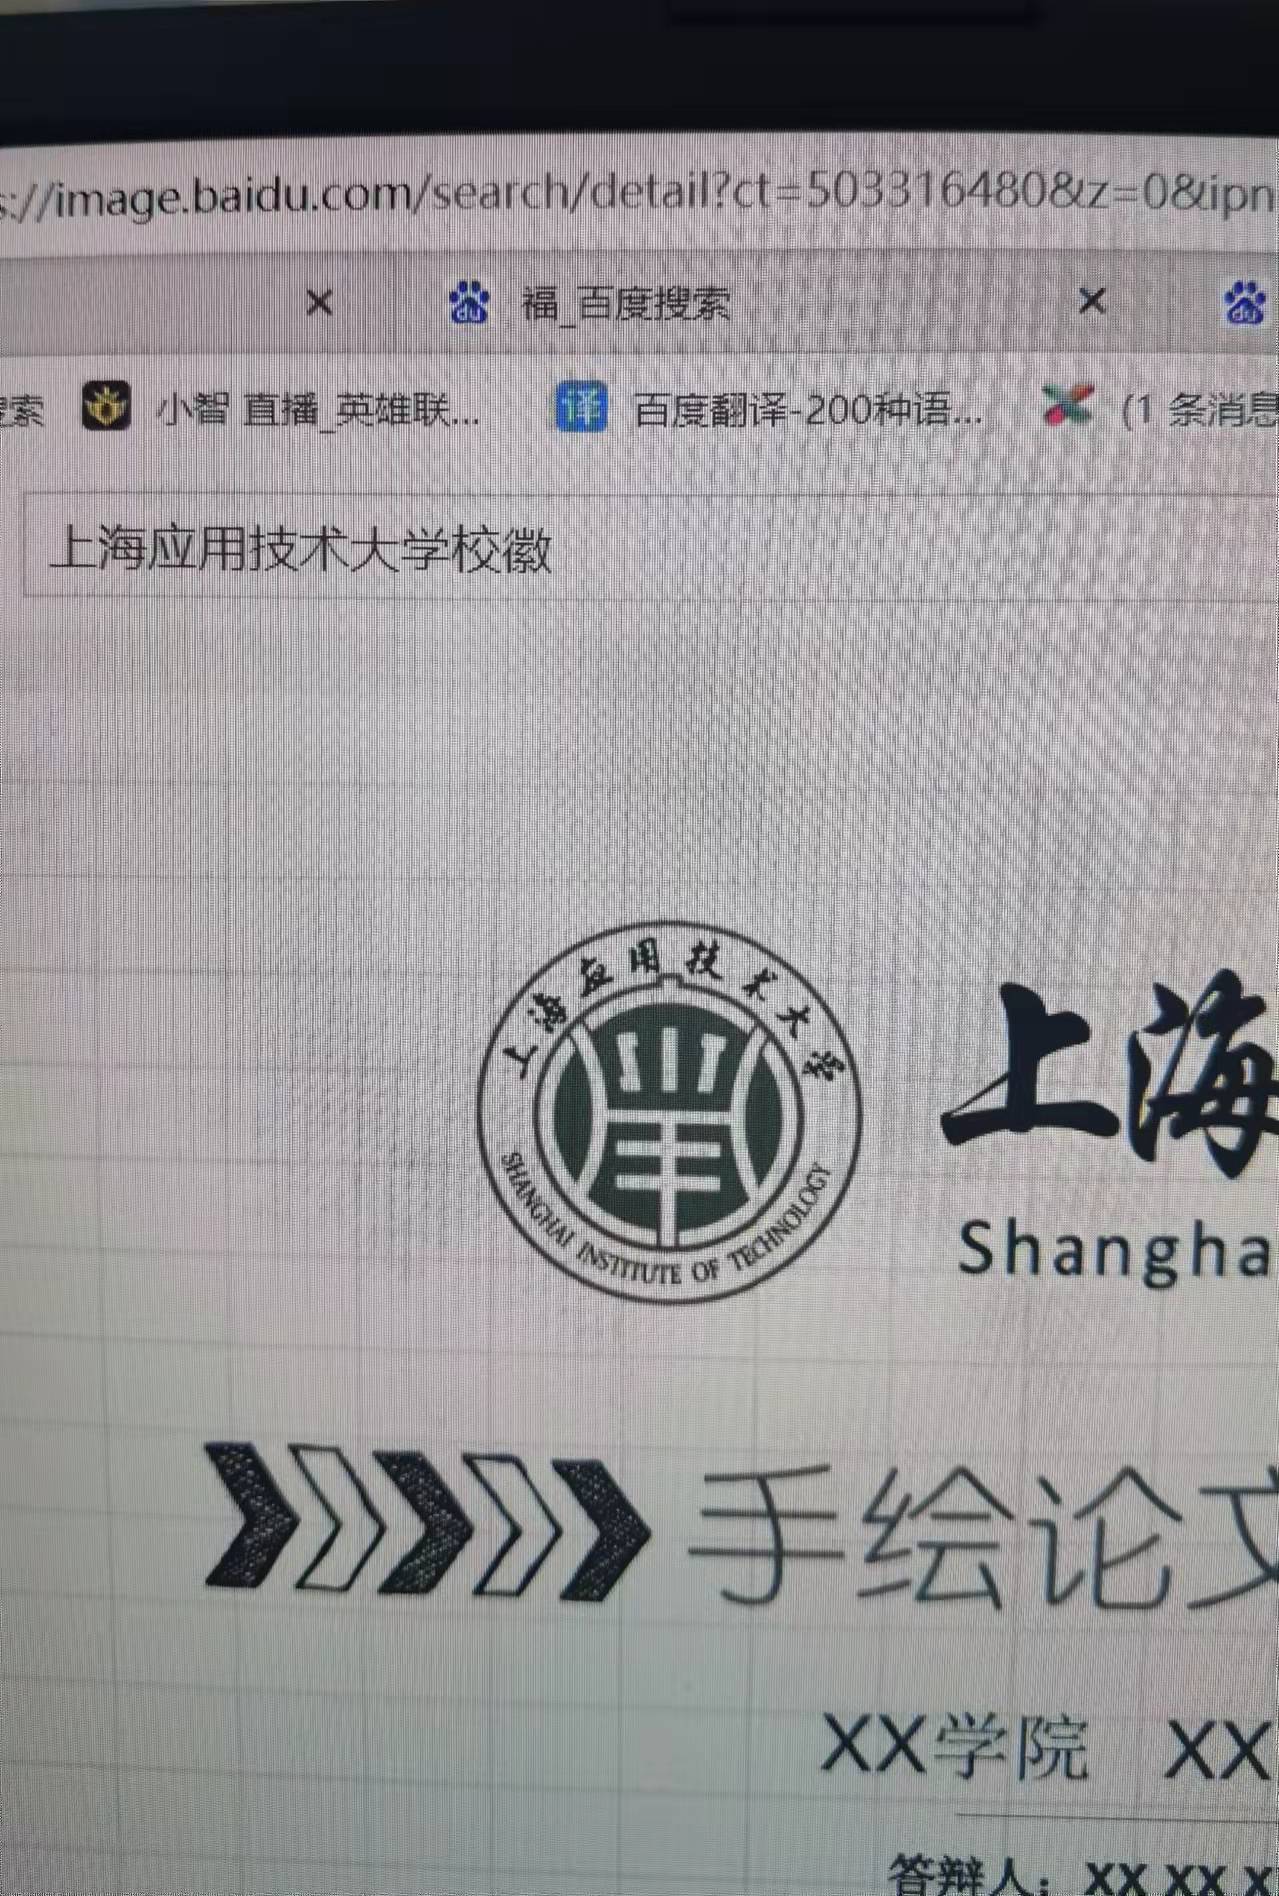 s://image.baidu.com/search/detail?ct=503316480&z=0&ipn
福_百度搜索
索
小智 直播_英雄联...
译
百度翻译-200种语...
(1 条消息
上海应用技术大学校徽
上海应用技术大学
SHANGHAI INSTITUTE OF TECHNOLOGY
上海
Shangha
手绘论文
XX学院 XX
答辩人：XX XX X